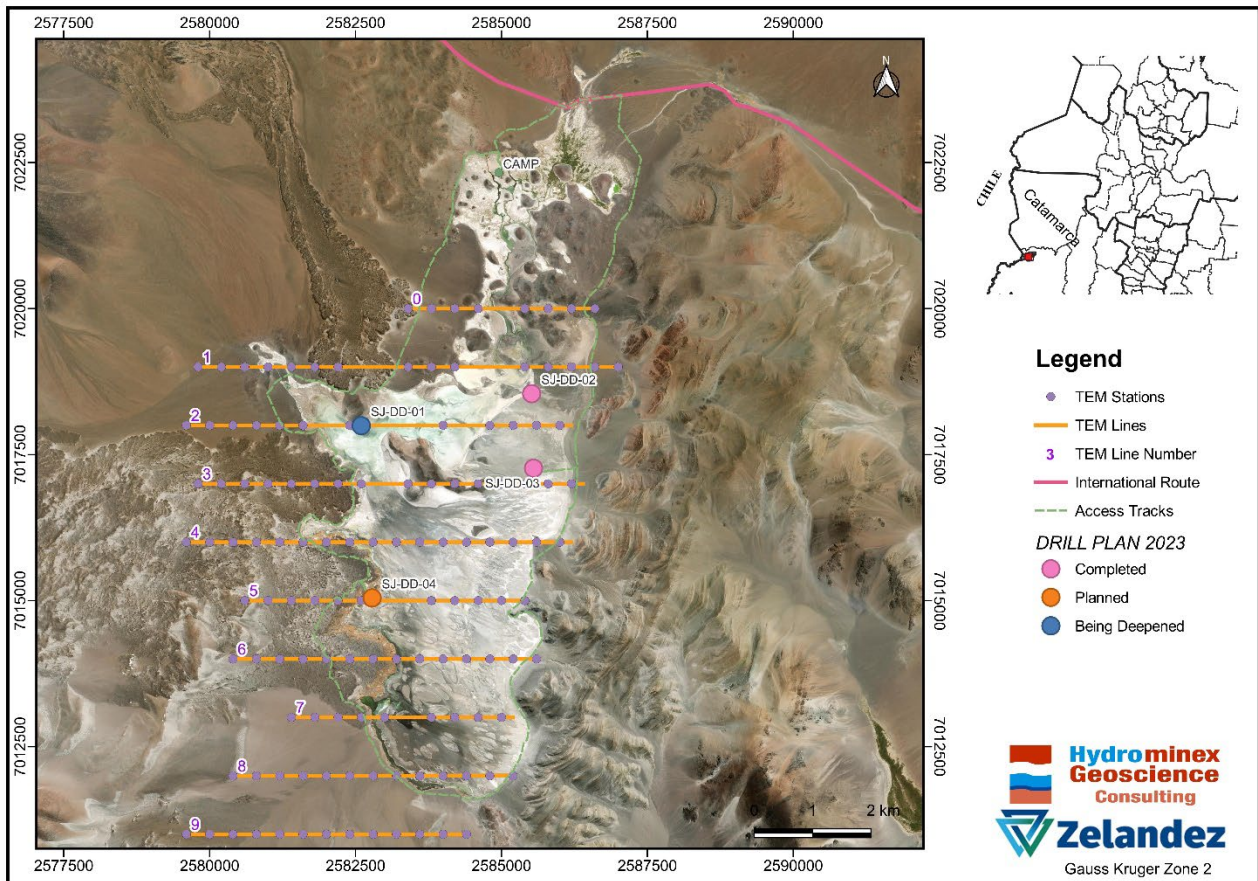 2577500 2580000 2582500 2585000 2587500 2590000
N
7022500
7022500
CAMP
7020000
7020000
0
1
SJ-DD-02
SJ-DD-01
2
7017500
7017500
3
SJ-DD-03
4
SJ-DD-04
5
7015000
7015000
6
7
7012500
7012500
8
9
0 1 2 km
2577500 2580000 2582500 2585000 2587500 2590000
CHILE
Catamarca
Legend
TEM Stations
TEM Lines
3 TEM Line Number
International Route
Access Tracks
DRILL PLAN 2023
Completed
Planned
Being Deepened
Hydrominex
Geoscience
Consulting
Zelandez
Gauss Kruger Zone 2